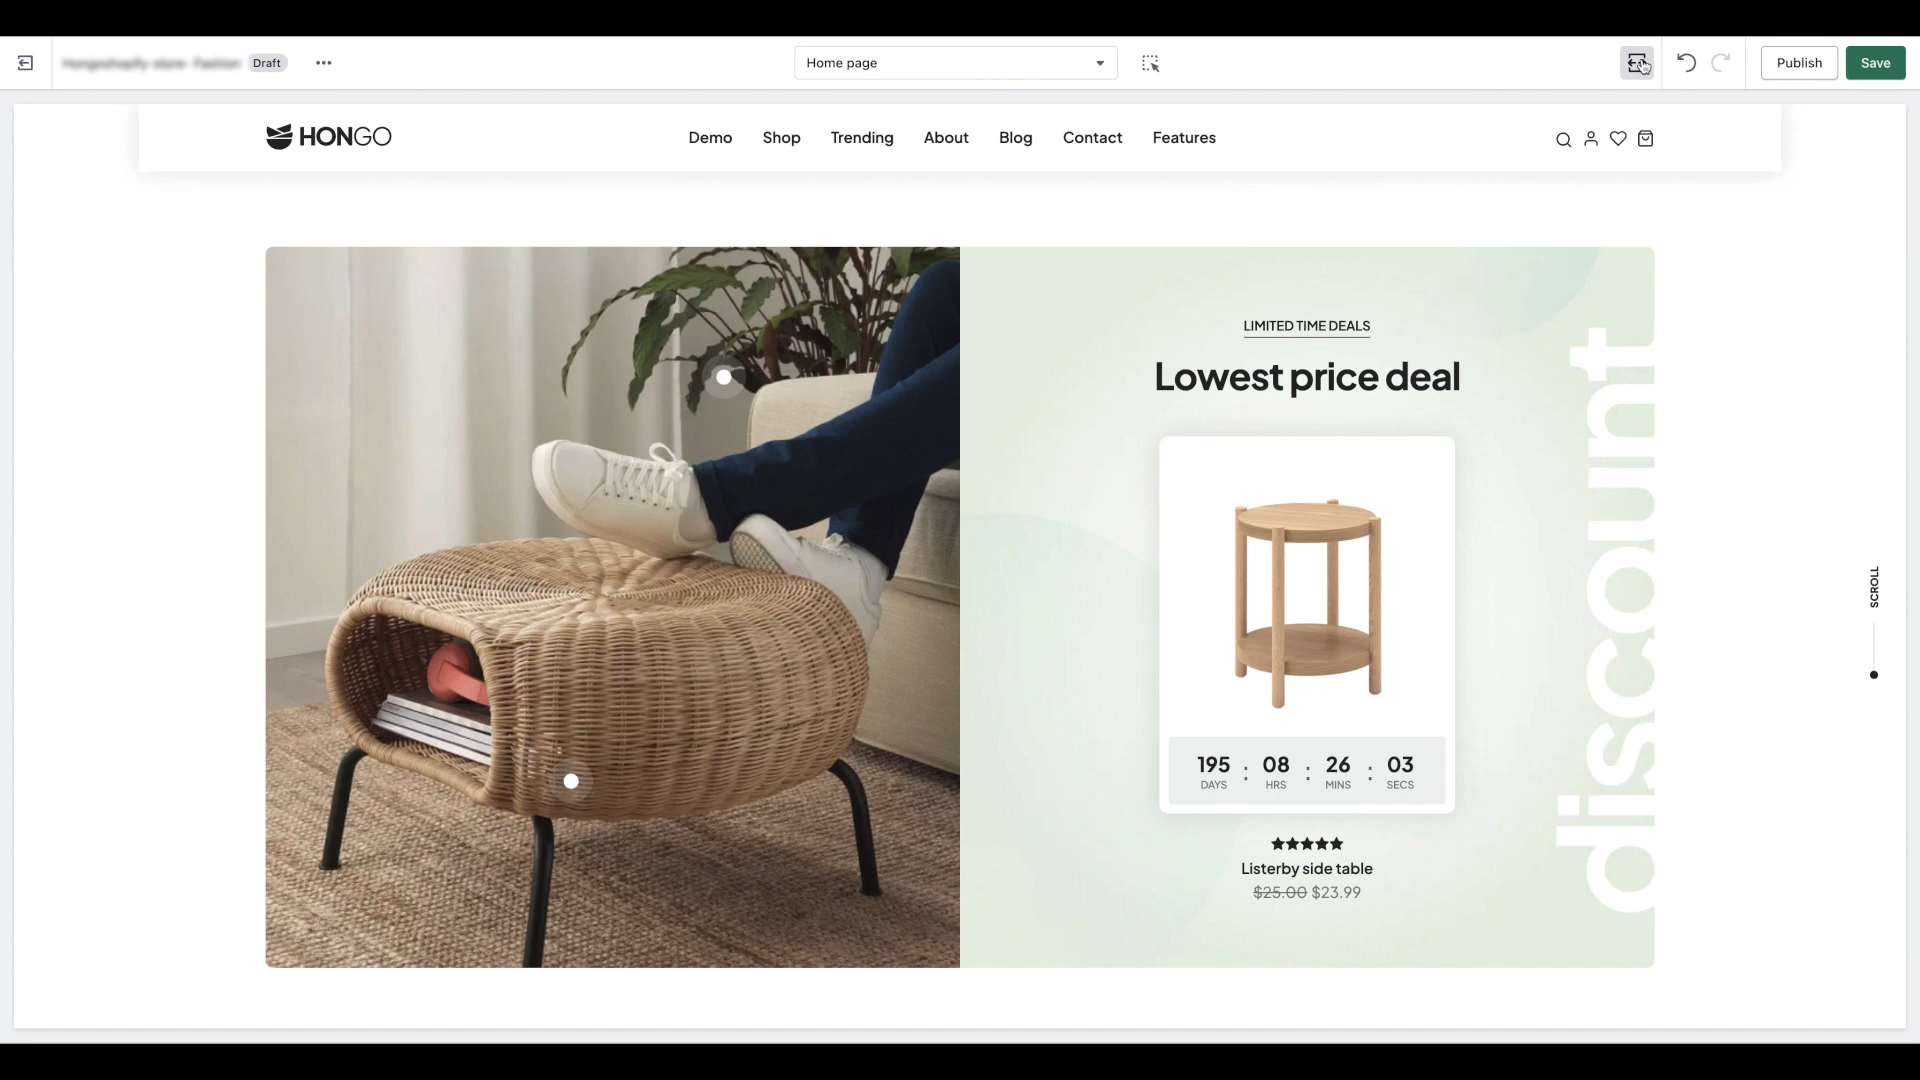 Draft
Home page
Publish
Save
HONGO
Demo
Shop
Trending
About
Blog
Contact
Features
LIMITED TIME DEALS
Lowest price deal
discount
195 : 08 : 26 : 03
DAYS HRS MINS SECS
Listerby side table
$25.00 $23.99
SCROLL